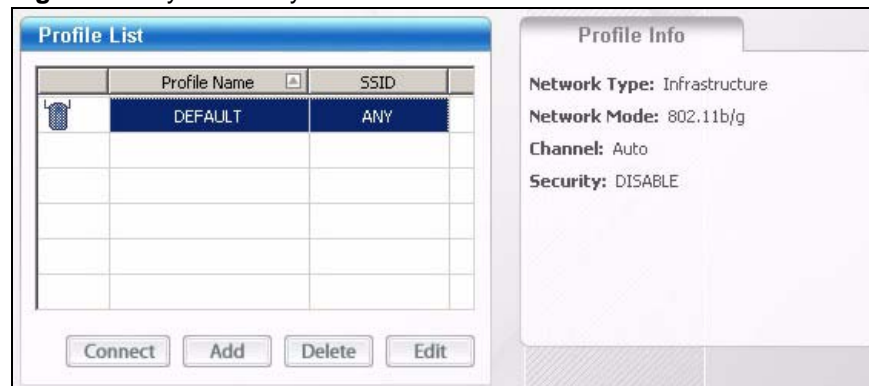 Profile List
Profile Name SSID
DEFAULT ANY
Connect Add Delete Edit
Profile Info
Network Type: Infrastructure
Network Mode: 802.11b/g
Channel: Auto
Security: DISABLE